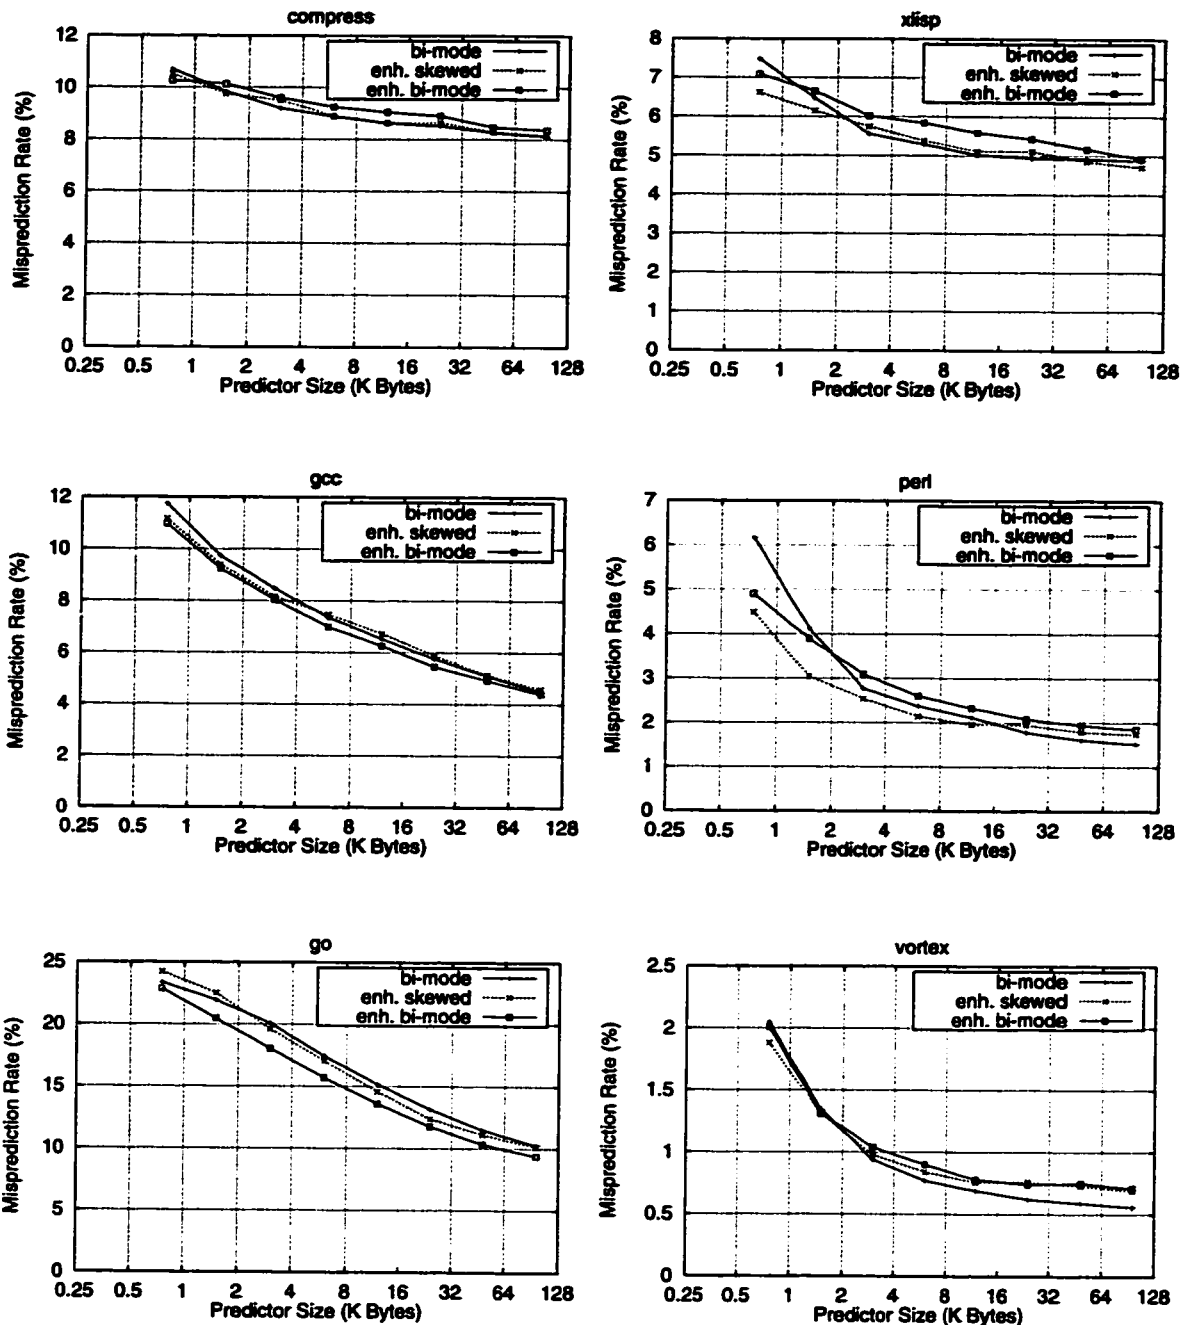 compress
12
10
8
6
4
2
0
Misprediction Rate (%)
bi-mode
enh. skewed
enh. bi-mode
0.25 0.5 1 2 4 8 16 32 64 128
Predictor Size (K Bytes)
xlisp
8
7
6
5
4
3
2
1
0
Misprediction Rate (%)
bi-mode
enh. skewed
enh. bi-mode
0.25 0.5 1 2 4 8 16 32 64 128
Predictor Size (K Bytes)
gcc
12
10
8
6
4
2
0
Misprediction Rate (%)
bi-mode
enh. skewed
enh. bi-mode
0.25 0.5 1 2 4 8 16 32 64 128
Predictor Size (K Bytes)
perl
7
6
5
4
3
2
1
0
Misprediction Rate (%)
bi-mode
enh. skewed
enh. bi-mode
0.25 0.5 1 2 4 8 16 32 64 128
Predictor Size (K Bytes)
go
25
20
15
10
5
0
Misprediction Rate (%)
bi-mode
enh. skewed
enh. bi-mode
0.25 0.5 1 2 4 8 16 32 64 128
Predictor Size (K Bytes)
vortex
2.5
2
1.5
1
0.5
0
Misprediction Rate (%)
bi-mode
enh. skewed
enh. bi-mode
0.25 0.5 1 2 4 8 16 32 64 128
Predictor Size (K Bytes)